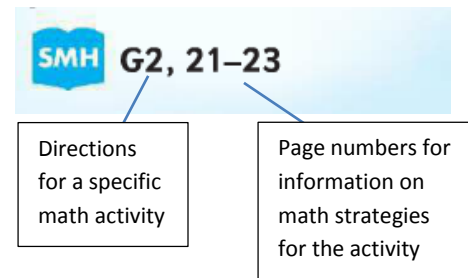 SMH G2, 21–23
Directions
for a specific
math activity
Page numbers for
information on
math strategies
for the activity